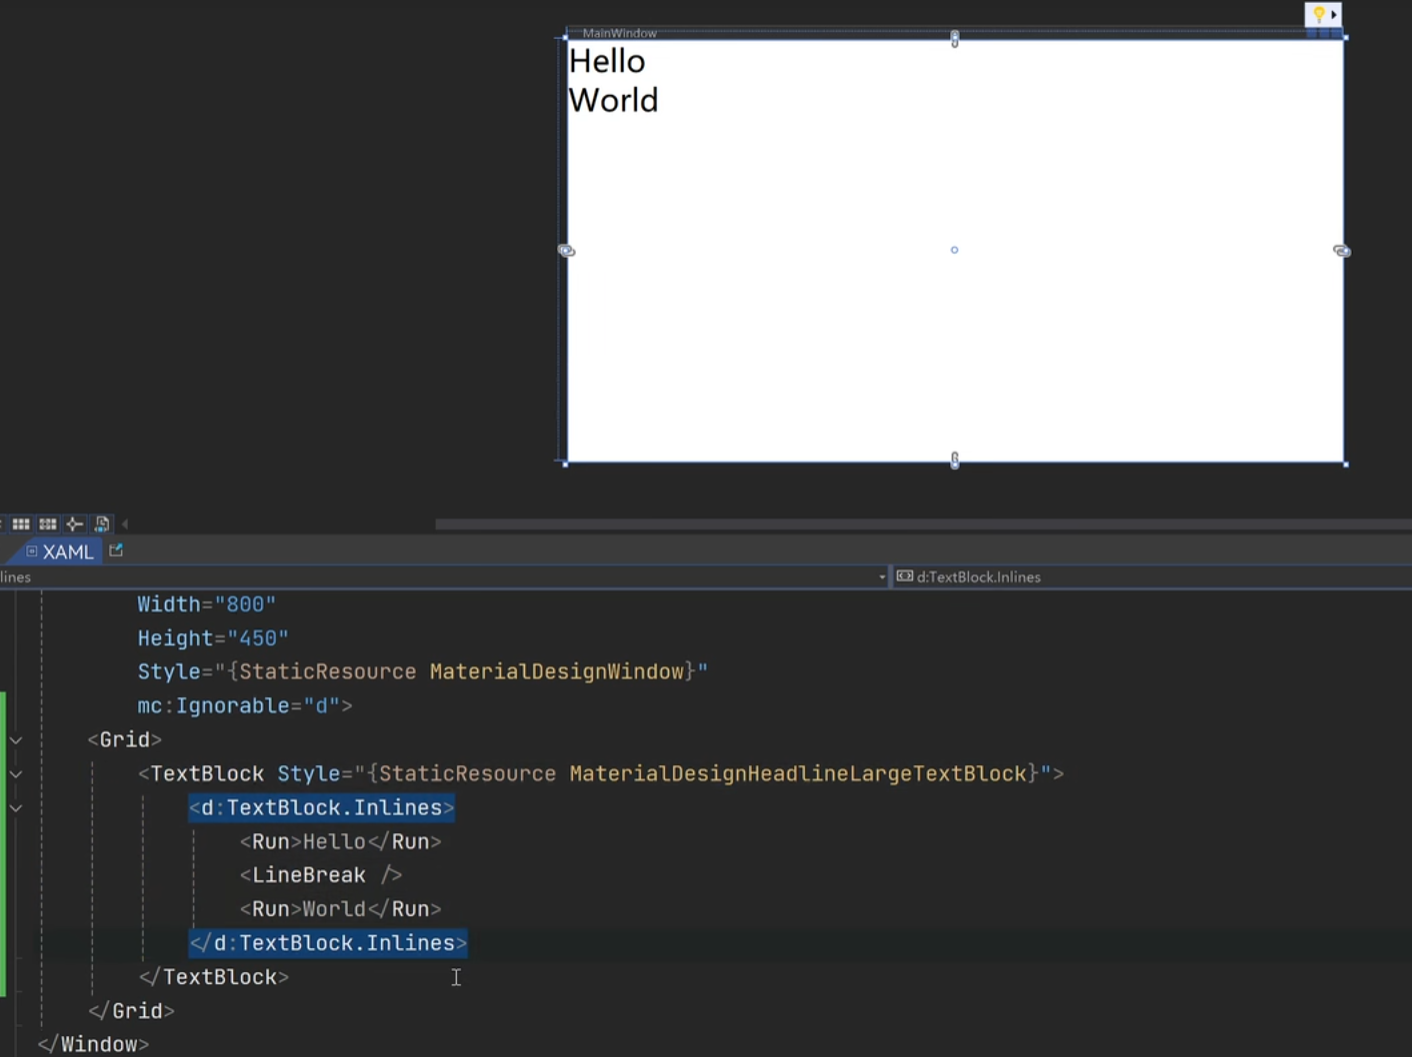 MainWindow
Hello
World
XAML
lines
d:TextBlock.Inlines
Width="800"
Height="450"
Style="{StaticResource MaterialDesignWindow}"
mc:Ignorable="d">
<Grid>
<TextBlock Style="{StaticResource MaterialDesignHeadlineLargeTextBlock}">
<d:TextBlock.Inlines>
<Run>Hello</Run>
<LineBreak />
<Run>World</Run>
</d:TextBlock.Inlines>
</TextBlock>
</Grid>
</Window>